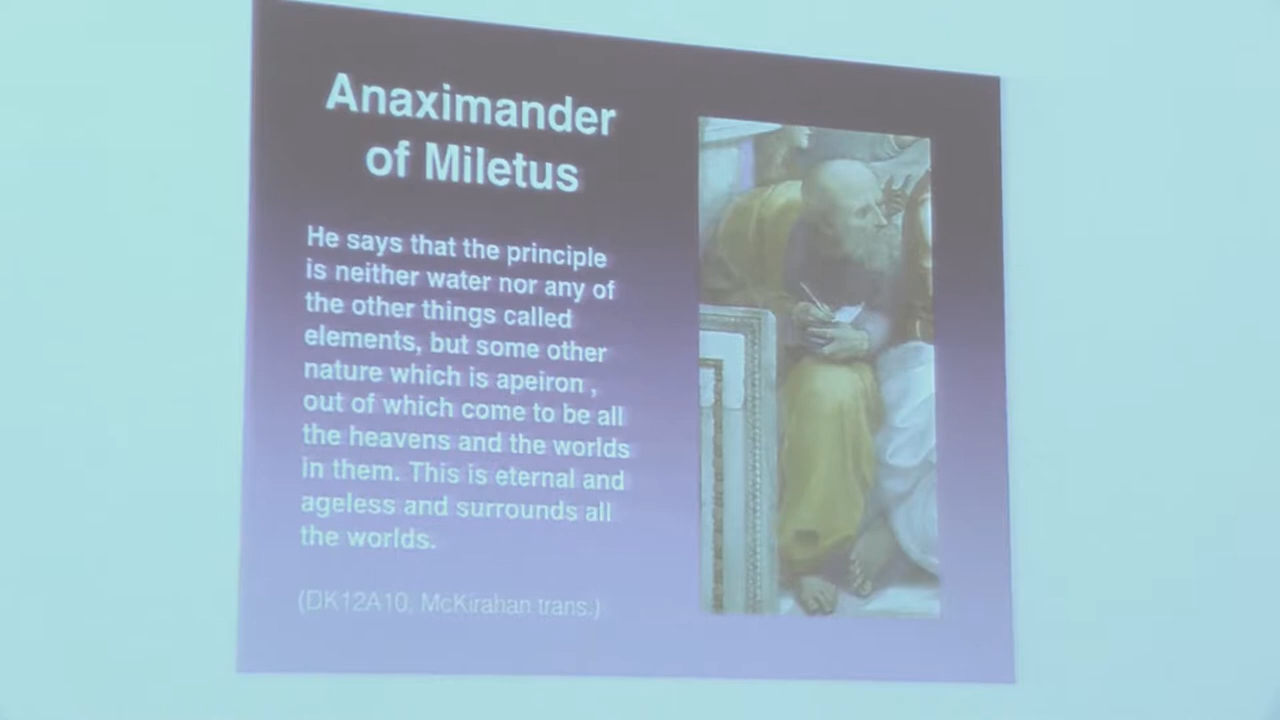 Anaximander
of Miletus
He says that the principle
is neither water nor any of
the other things called
elements, but some other
nature which is apeiron ,
out of which come to be all
the heavens and the worlds
in them. This is eternal and
ageless and surrounds all
the worlds.
(DK12A10, McKirahan trans.)